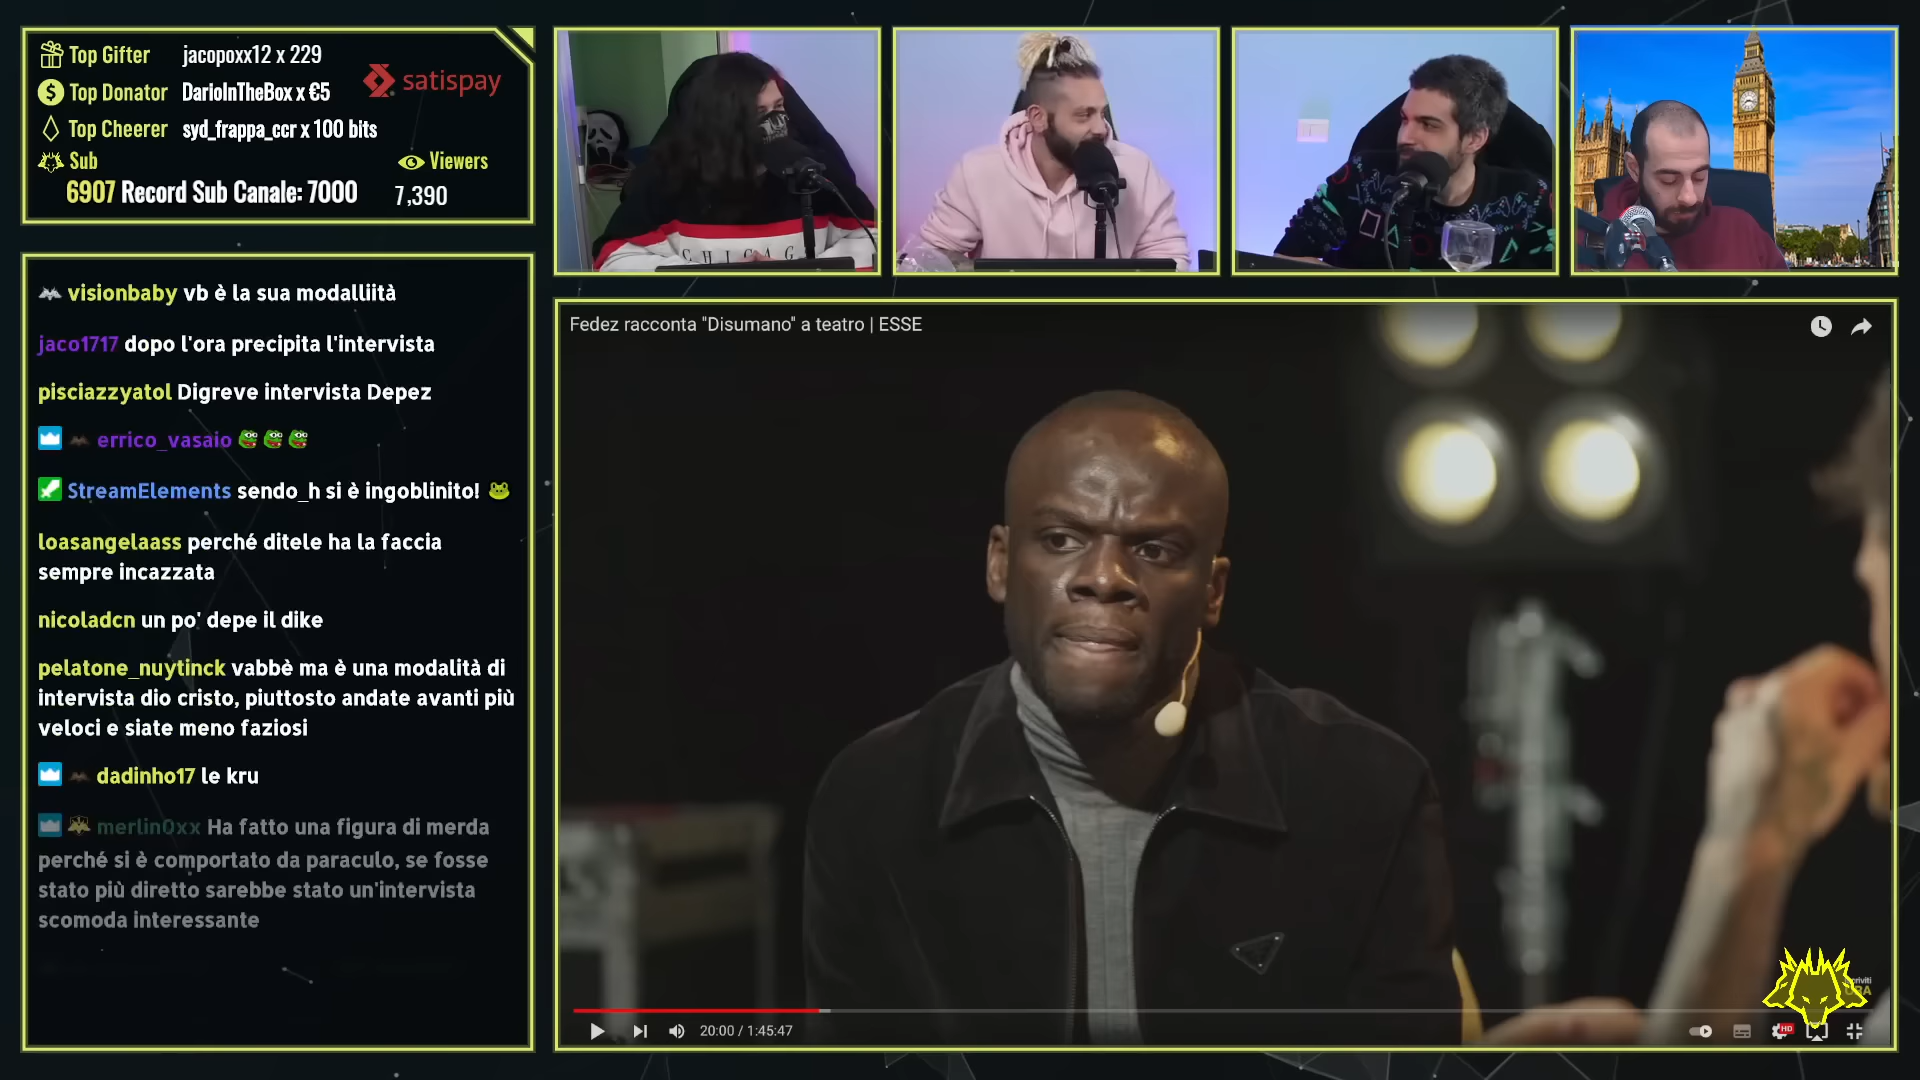 Top Gifter jacopoxx12 x 229
Top Donator DarioInTheBox x €5
satispay
Top Cheerer syd_frappa_ccr x 100 bits
Sub
Viewers
6907 Record Sub Canale: 7000
7,390
visionbaby vb è la sua modalliità
jaco1717 dopo l'ora precipita l'intervista
pisciazzyatol Digreve intervista Depez
errico_vasaio
StreamElements sendo_h si è ingoblinito!
loasangelaass perché ditele ha la faccia
sempre incazzata
nicoladcn un po' depe il dike
pelatone_nuytinck vabbè ma è una modalità di
intervista dio cristo, piuttosto andate avanti più
veloci e siate meno faziosi
dadinho17 le kru
merlin0xx Ha fatto una figura di merda
perché si è comportato da paraculo, se fosse
stato più diretto sarebbe stato un'intervista
scomoda interessante
CHICAG
Fedez racconta "Disumano" a teatro | ESSE
20:00 / 1:45:47
HD